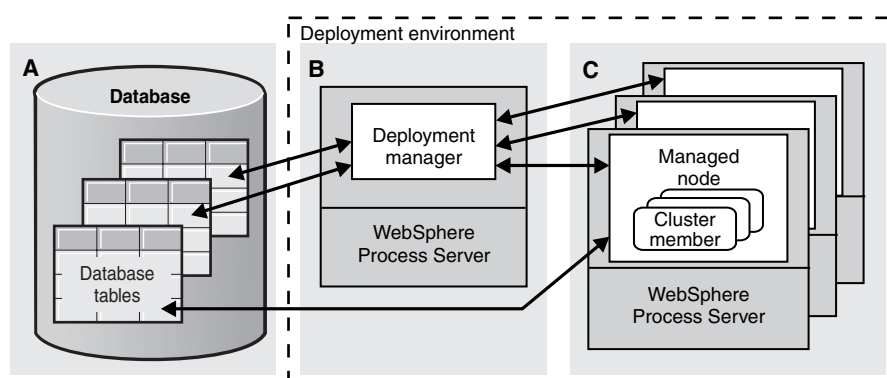 Deployment environment
A
Database
Database
tables
B
Deployment
manager
WebSphere
Process Server
C
Managed
node
Cluster
member
WebSphere
Process Server